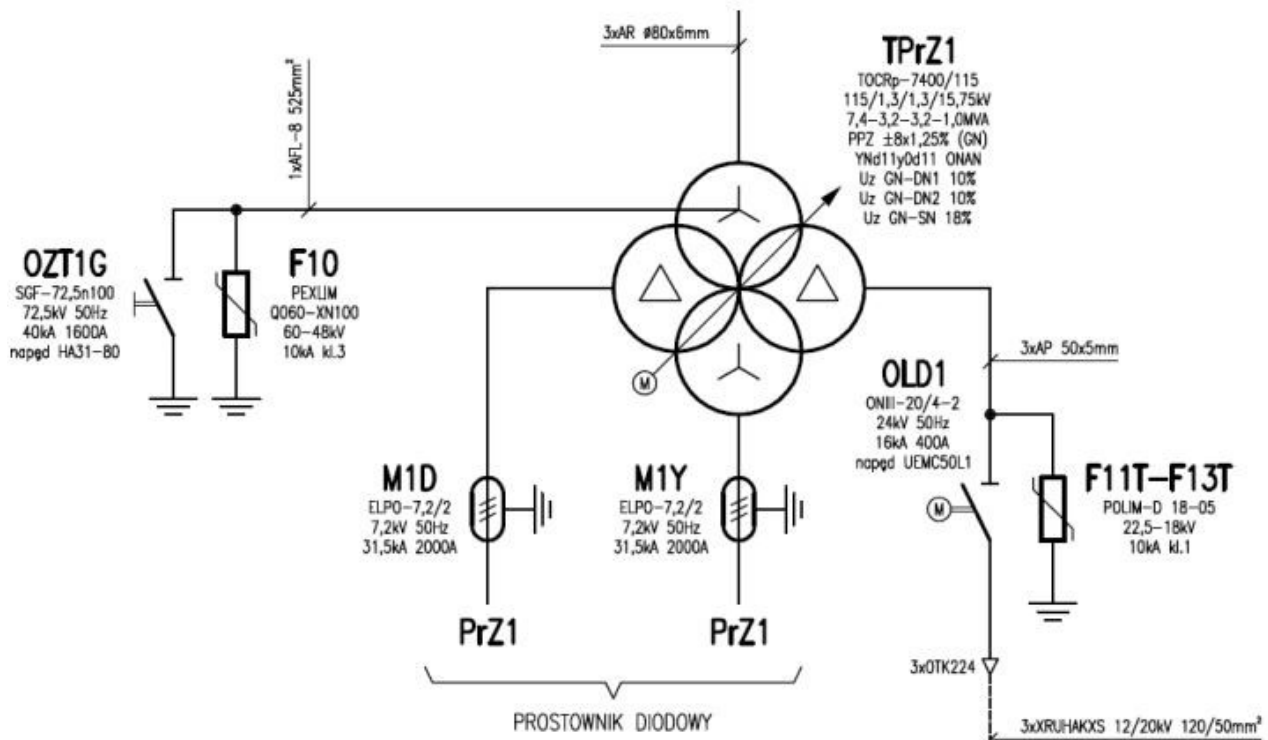 3xAR ø80x6mm
TPrZ1
TOCRp-7400/115
115/1,3/1,3/15,75kV
7,4-3,2-3,2-1,0MVA
PPZ ±8x1,25% (GN)
YNd11y0d11 ONAN
Uz GN-DN1 10%
Uz GN-DN2 10%
Uz GN-SN 18%
1xAFL-8 525mm²
OZT1G
SGF-72,5n100
72,5kV 50Hz
40kA 1600A
napęd HA31-80
F10
PEXLIM
Q060-XN100
60-48kV
10kA kl.3
M
3xAP 50x5mm
OLD1
ONIII-20/4-2
24kV 50Hz
16kA 400A
napęd UEMC50L1
M
F11T-F13T
POLIM-D 18-05
22,5-18kV
10kA kl.1
M1D
ELPO-7,2/2
7,2kV 50Hz
31,5kA 2000A
M1Y
ELPO-7,2/2
7,2kV 50Hz
31,5kA 2000A
PrZ1
PrZ1
PROSTOWNIK DIODOWY
3xOTK224
3xXRUHAKXS 12/20kV 120/50mm²